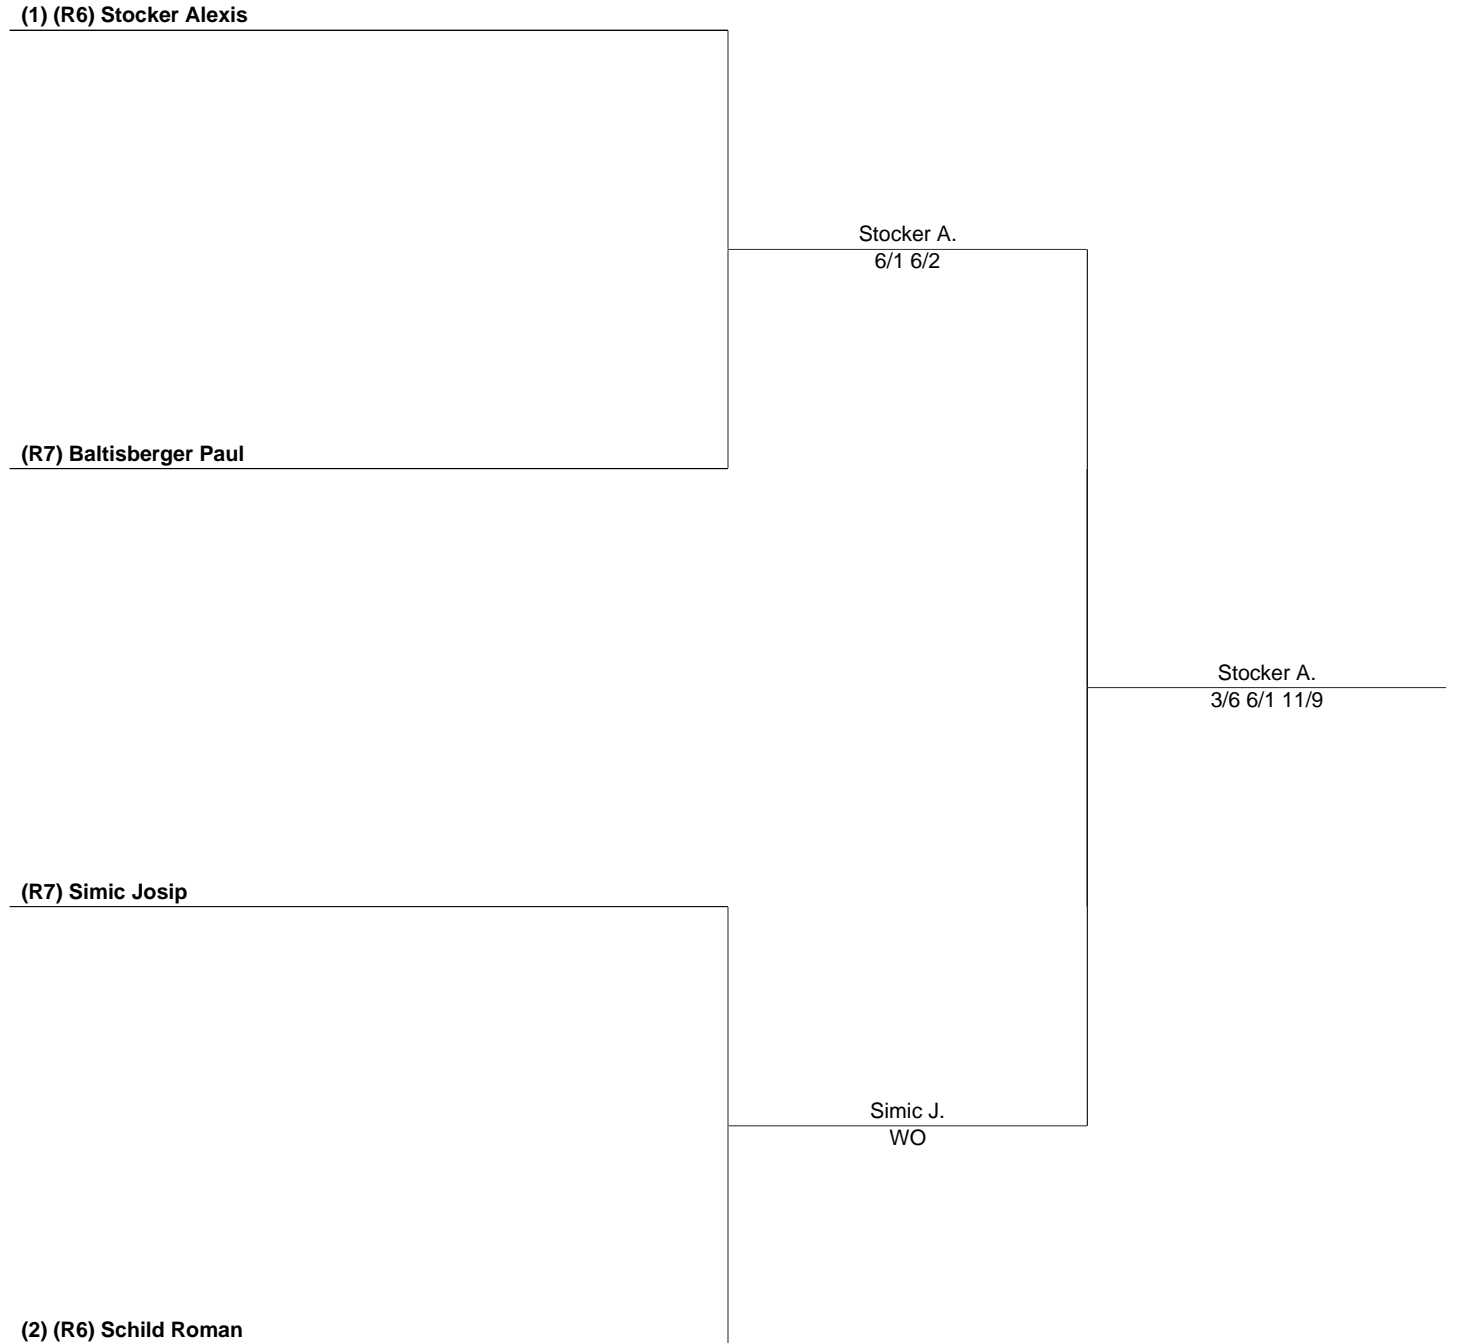 (1) (R6) Stocker Alexis
Stocker A.
6/1 6/2
(R7) Baltisberger Paul
Stocker A.
3/6 6/1 11/9
(R7) Simic Josip
Simic J.
WO
(2) (R6) Schild Roman